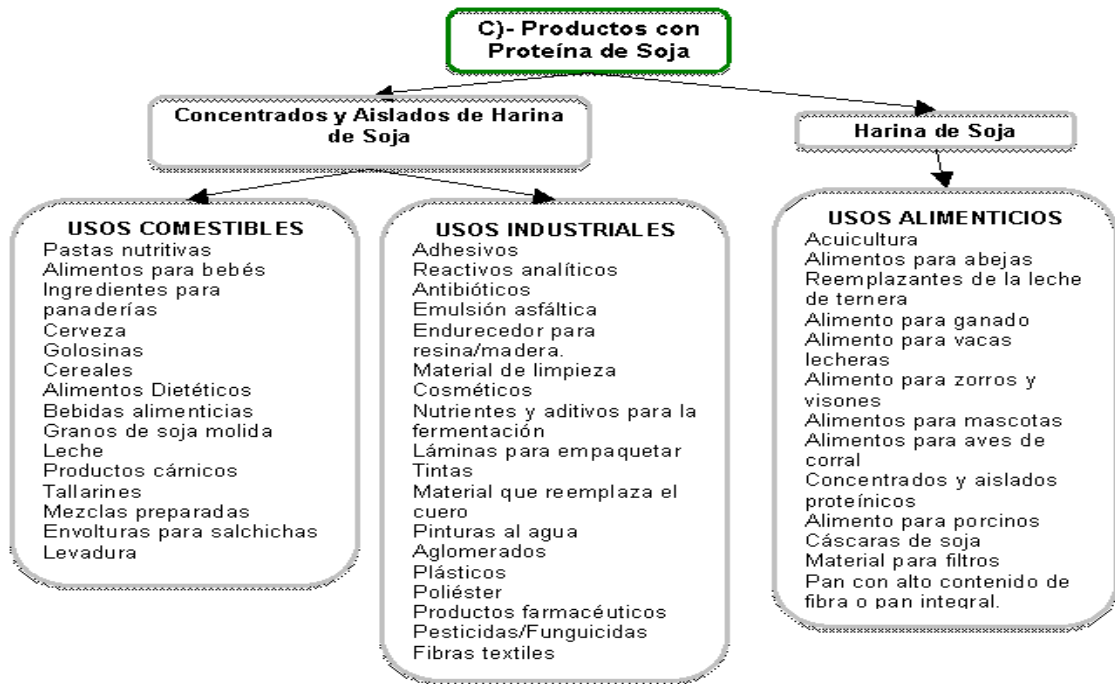 C)- Productos con
Proteína de Soja
Concentrados y Aislados de Harina
de Soja
Harina de Soja
USOS COMESTIBLES
Pastas nutritivas
Alimentos para bebés
Ingredientes para
panaderías
Cerveza
Golosinas
Cereales
Alimentos Dietéticos
Bebidas alimenticias
Granos de soja molida
Leche
Productos cárnicos
Tallarines
Mezclas preparadas
Envolturas para salchichas
Levadura
USOS INDUSTRIALES
Adhesivos
Reactivos analíticos
Antibióticos
Emulsión asfáltica
Endurecedor para
resina/madera.
Material de limpieza
Cosméticos
Nutrientes y aditivos para la
fermentación
Láminas para empaquetar
Tintas
Material que reemplaza el
cuero
Pinturas al agua
Aglomerados
Plásticos
Poliéster
Productos farmacéuticos
Pesticidas/Funguicidas
Fibras textiles
USOS ALIMENTICIOS
Acuicultura
Alimentos para abejas
Reemplazantes de la leche
de ternera
Alimento para ganado
Alimento para vacas
lecheras
Alimento para zorros y
visones
Alimentos para mascotas
Alimentos para aves de
corral
Concentrados y aislados
proteínicos
Alimento para porcinos
Cáscaras de soja
Material para filtros
Pan con alto contenido de
fibra o pan integral.